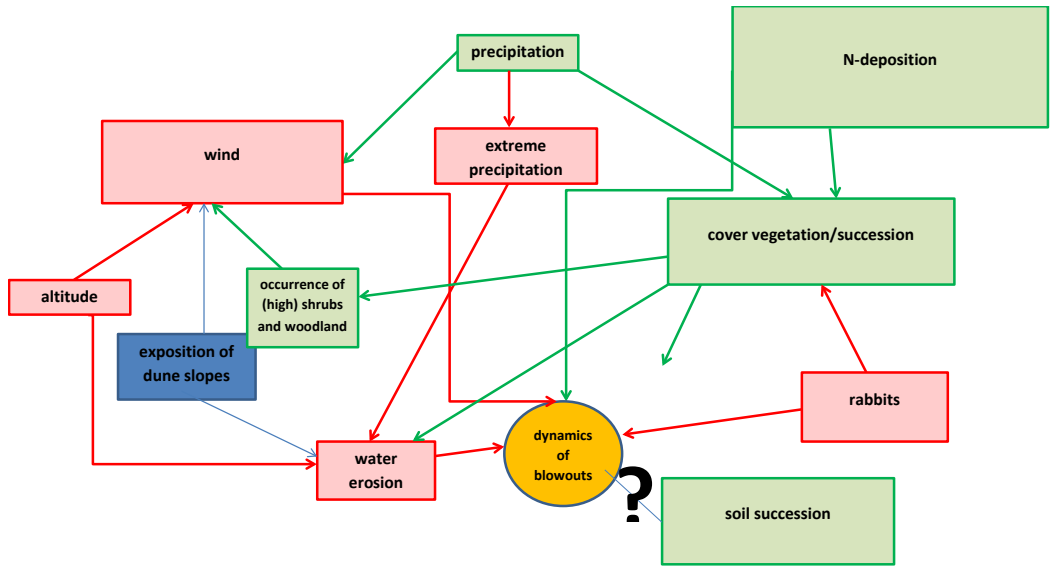 precipitation
N-deposition
wind
extreme
precipitation
cover vegetation/succession
occurrence of
(high) shrubs
and woodland
altitude
exposition of
dune slopes
rabbits
dynamics
of
blowouts
water
erosion
?
soil succession